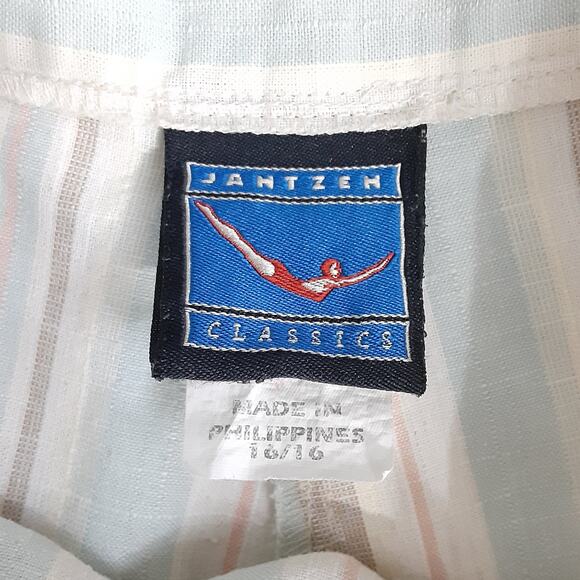 JANTZEN
CLASSICS
MADE IN
PHILIPPINES
16/16